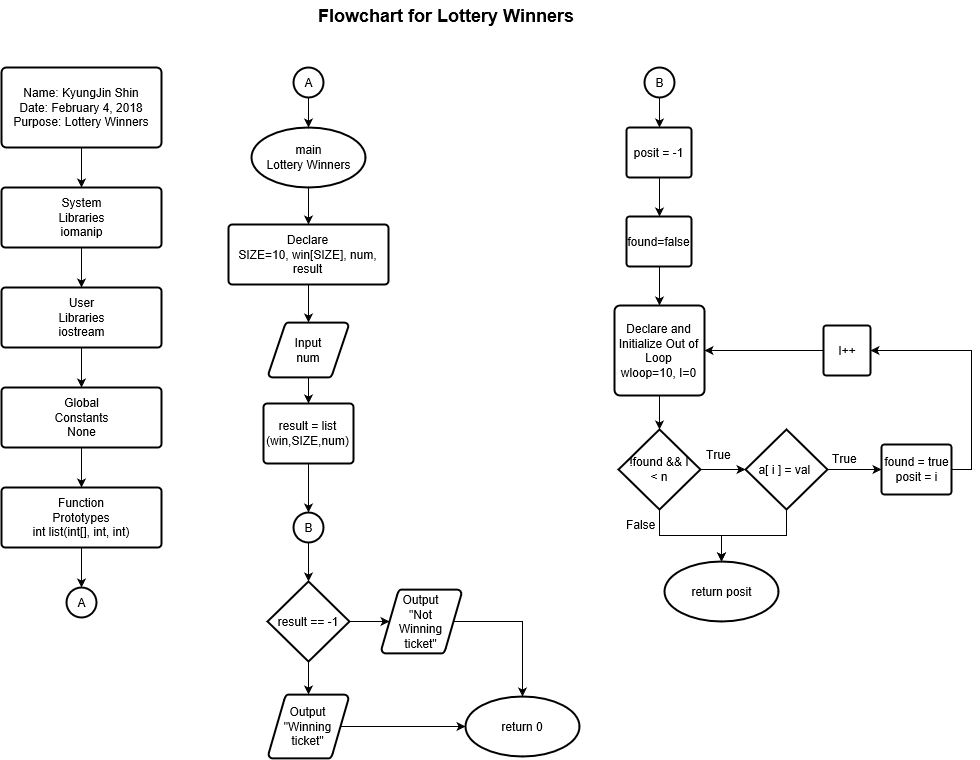 Flowchart for Lottery Winners
Name: KyungJin Shin
Date: February 4, 2018
Purpose: Lottery Winners
System
Libraries
iomanip
User
Libraries
iostream
Global
Constants
None
Function
Prototypes
int list(int[], int, int)
A
A
main
Lottery Winners
Declare
SIZE=10, win[SIZE], num,
result
Input
num
result = list
(win,SIZE,num)
B
result == -1
Output
"Not
Winning
ticket"
Output
"Winning
ticket"
return 0
B
posit = -1
found=false
Declare and
Initialize Out of
Loop
wloop=10, I=0
I++
!found && I
< n
True
a[ i ] = val
True
found = true
posit = i
False
return posit